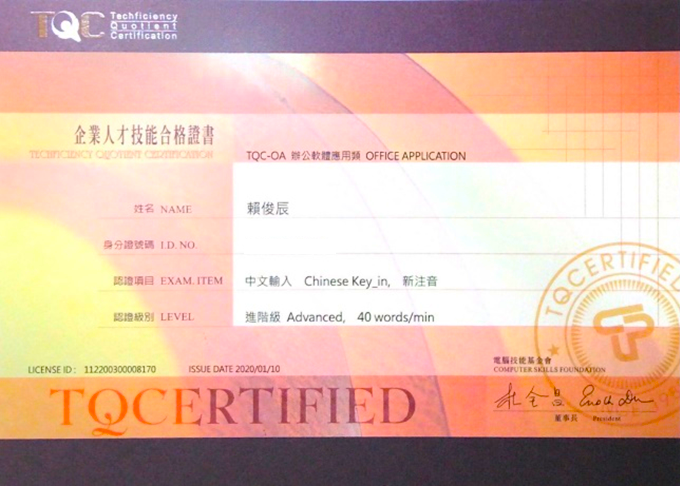 TQC Techficiency
Quotient
Certification
企業人才技能合格證書
TECHFICIENCY QUOTIENT CERTIFICATION
TQC-OA 辦公軟體應用類 OFFICE APPLICATION
姓名 NAME 賴俊辰
身分證號碼 I.D. NO.
認證項目 EXAM. ITEM 中文輸入 Chinese Key_in, 新注音
認證級別 LEVEL 進階級 Advanced, 40 words/min
TQCERTIFIED
LICENSE ID : 112200300008170 ISSUE DATE 2020/01/10
電腦技能基金會
COMPUTER SKILLS FOUNDATION
TQCERTIFIED
董事長 President